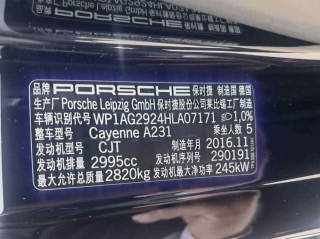 PORSCHE 保时捷 制造国 德国
生产厂 Porsche Leipzig GmbH 保时捷股份公司莱比锡工厂制造
车辆识别代号 WP1AG2924HLA07171 1,0%
整车型号 Cayenne A231 乘坐人数 5
发动机型号 CJT 制造年月 2016.11
发动机排量 2995cm 发动机序列号 290191
最大允许总质量 2820kg 发动机最大净功率 245kW